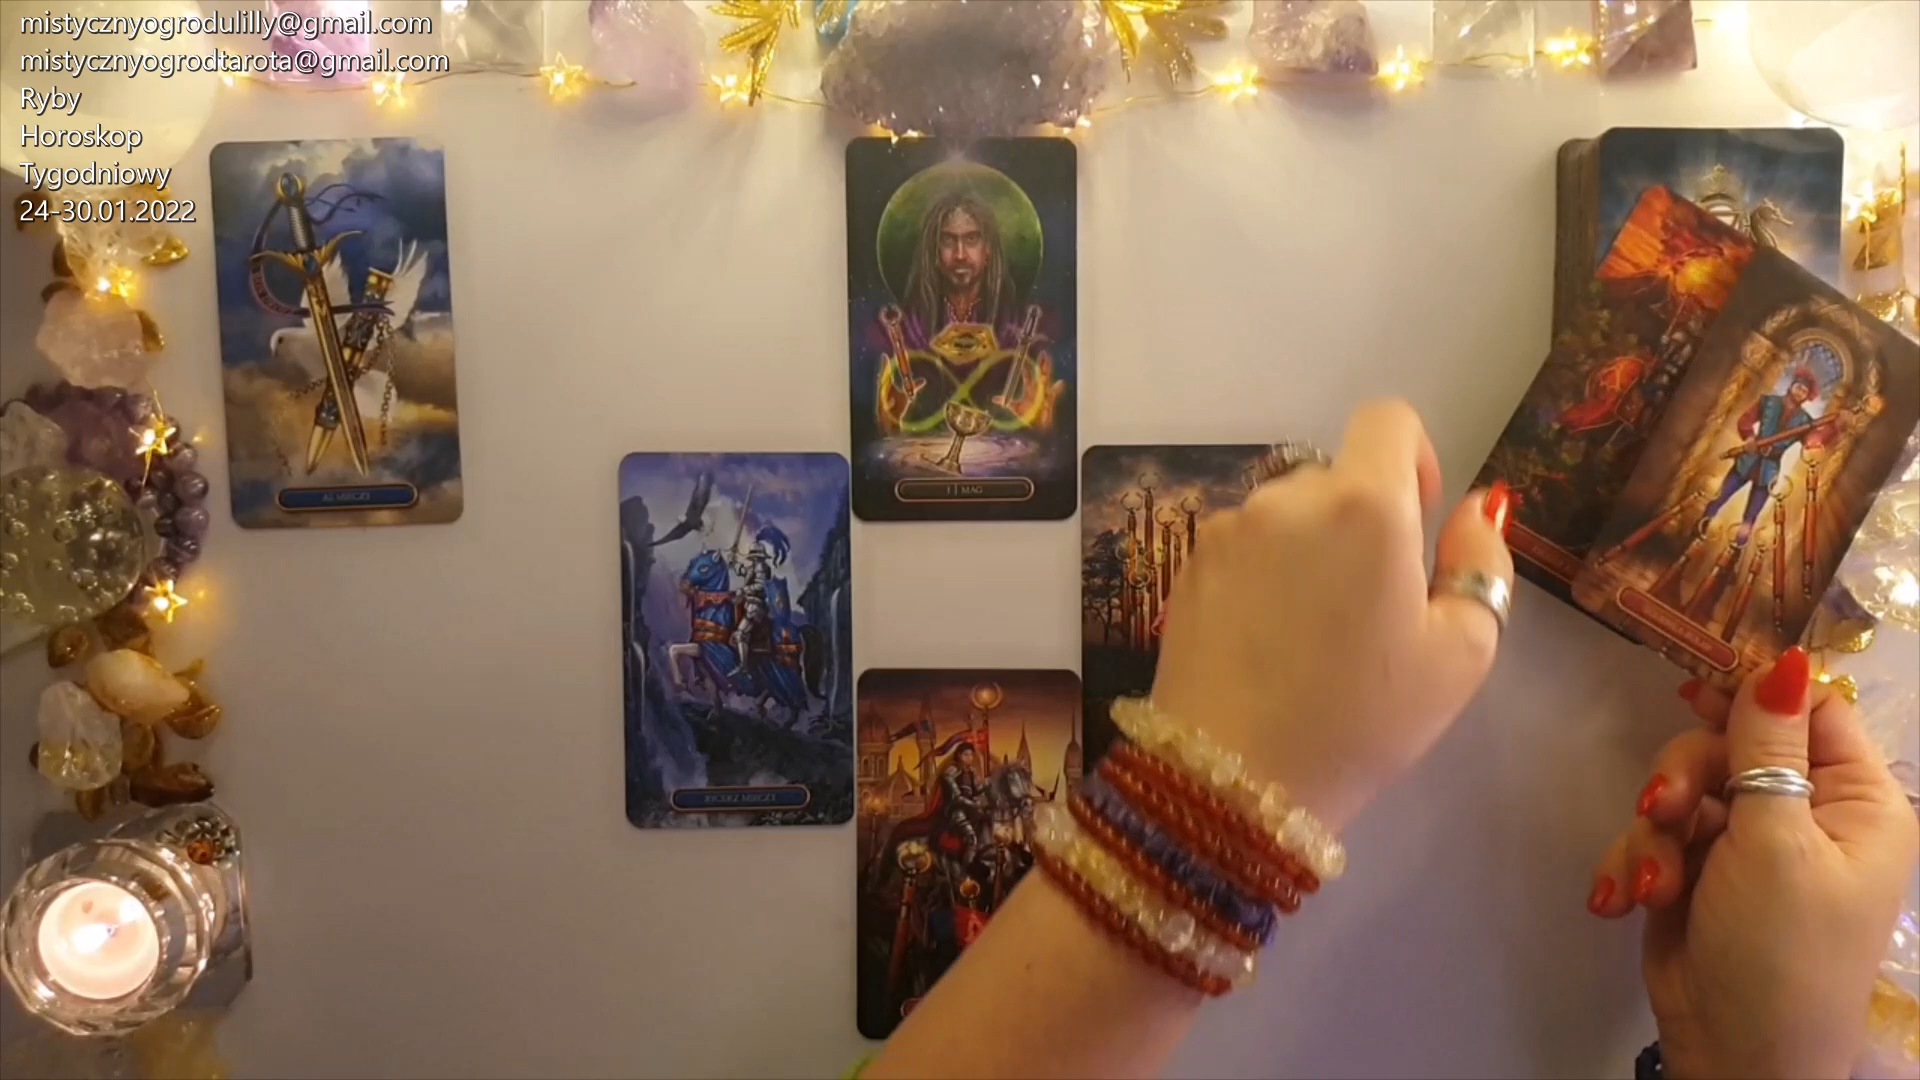 mistycznyogrodulilly@gmail.com
mistycznyogrodtarota@gmail.com
Ryby
Horoskop
Tygodniowy
24-30.01.2022
AS MIECZY
I | MAG
RYCERZ MIECZY